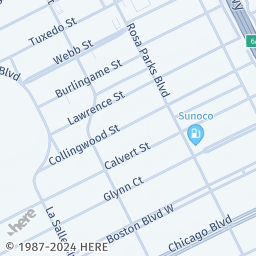 Tuxedo St
Webb St
Rosa Parks Blvd
Blvd
Burlingame St
Lawrence St
Sunoco
Collingwood St
Calvert St
Glynn Ct
La Salle
Boston Blvd W
Chicago Blvd
here
© 1987-2024 HERE